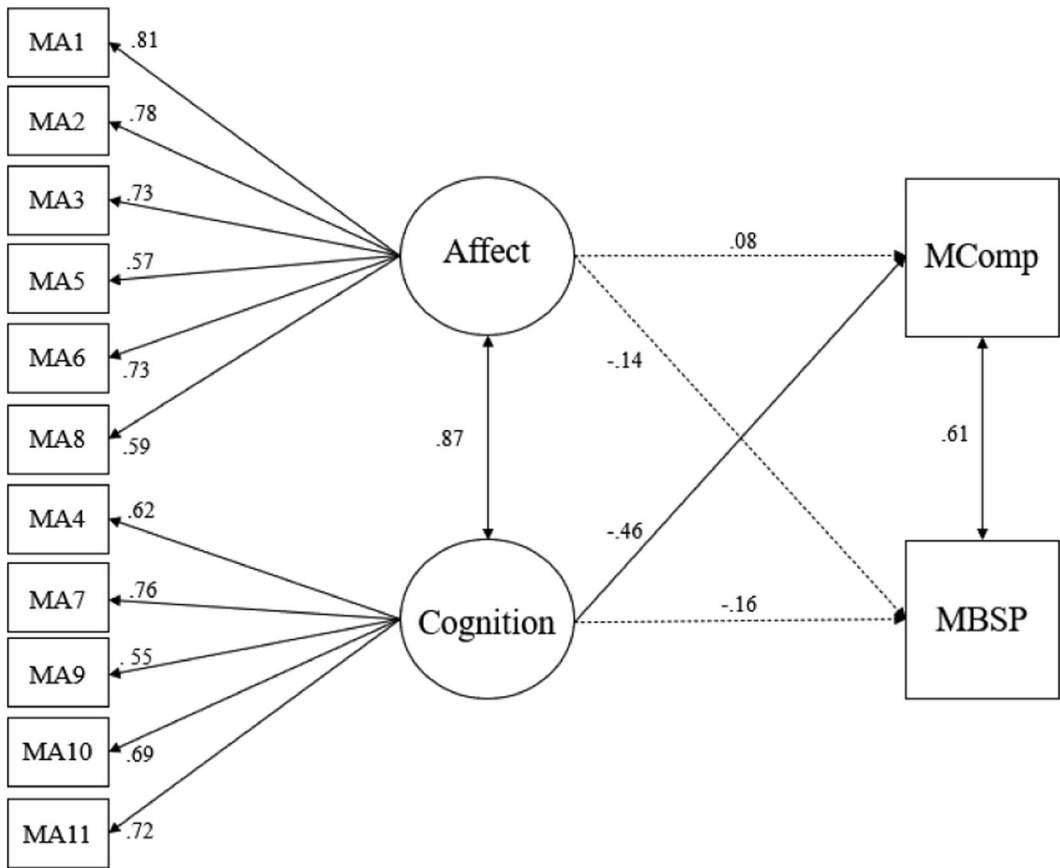 MA1
.81
MA2
.78
MA3
.73
MA5
.57
MA6
.73
MA8
.59
MA4
.62
MA7
.76
MA9
. 55
MA10
.69
MA11
.72
Affect
.87
Cognition
.08
-.14
-.46
-.16
MComp
.61
MBSP